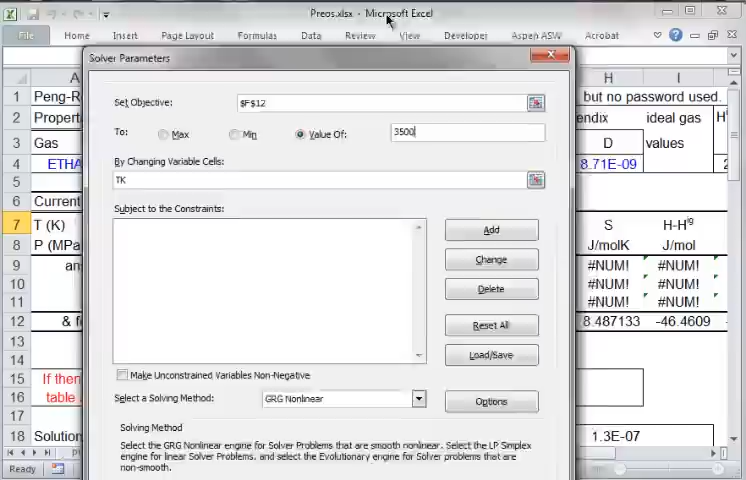 Preos.xlsx - Microsoft Excel
File Home Insert Page Layout Formulas Data Review View Developer Aspen ASW Acrobat
Solver Parameters
Set Objective: $F$12
To: Max Min Value Of: 3500
By Changing Variable Cells:
TK
Subject to the Constraints:
Add
Change
Delete
Reset All
Load/Save
Make Unconstrained Variables Non-Negative
Select a Solving Method: GRG Nonlinear Options
Solving Method
Select the GRG Nonlinear engine for Solver Problems that are smooth nonlinear. Select the LP Simplex
engine for linear Solver Problems, and select the Evolutionary engine for Solver problems that are
non-smooth.
A H I
1 Peng-R but no password used.
2 Propert endix ideal gas H
3 Gas D values
4 ETHA 8.71E-09 2
5
6 Current
7 T (K) S H-Hig
8 P (MPa J/molK J/mol
9 an #NUM! #NUM!
10 #NUM! #NUM!
11 #NUM! #NUM!
12 & f 8.487133 -46.4609
13
14
15 If then
16 table
18 Solution 1.3E-07
Ready